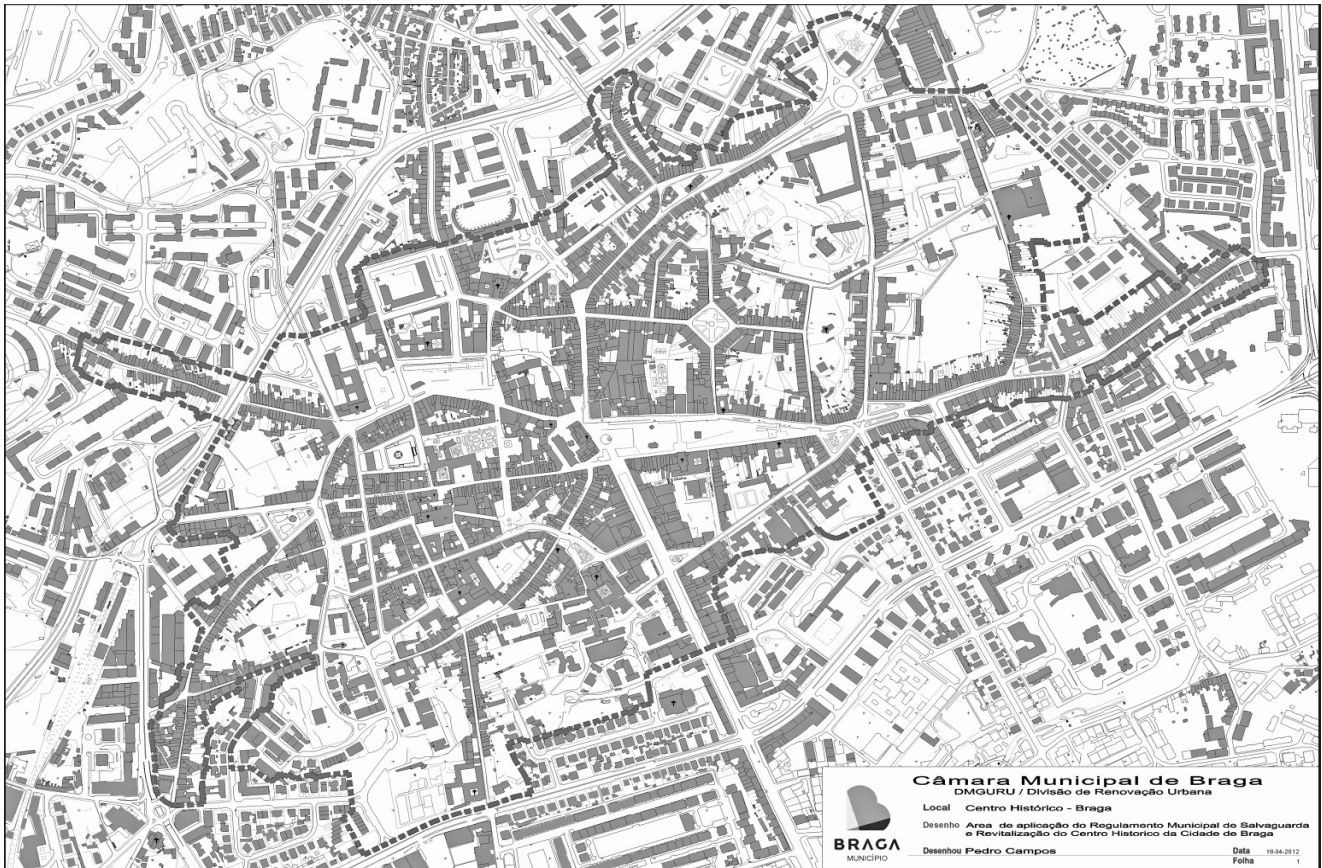 Câmara Municipal de Braga
DMGURU / Divisão de Renovação Urbana
Local Centro Histórico - Braga
Desenho Area de aplicação do Regulamento Municipal de Salvaguarda
e Revitalização do Centro Historico da Cidade de Braga
Desenhou Pedro Campos
Data 19-04-2012
Folha 1
BRAGA
MUNICÍPIO